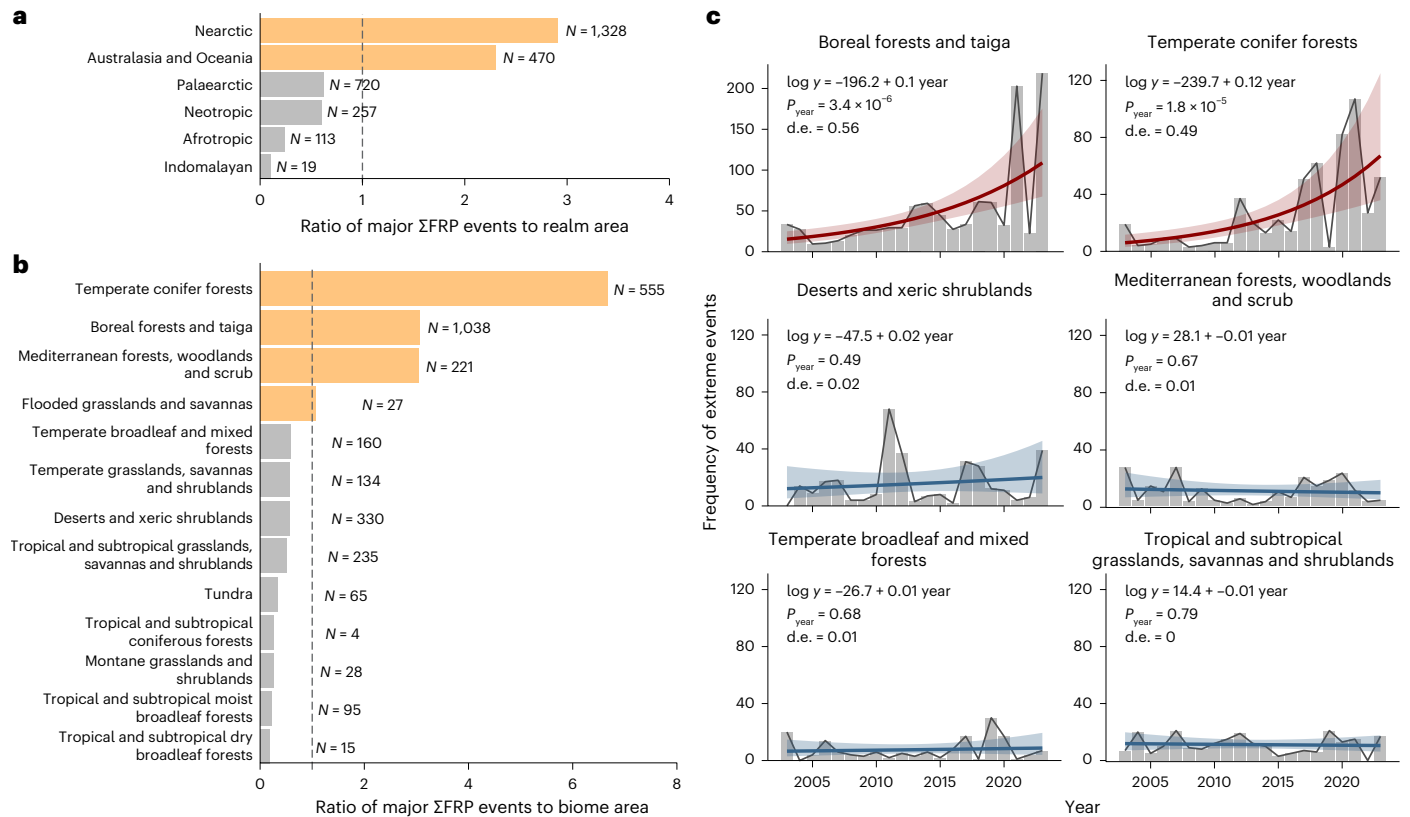 a
Nearctic
N = 1,328
Australasia and Oceania
N = 470
Palaearctic
N = 720
Neotropic
N = 257
Afrotropic
N = 113
Indomalayan
N = 19
0 1 2 3 4
Ratio of major ΣFRP events to realm area
b
Temperate conifer forests
N = 555
Boreal forests and taiga
N = 1,038
Mediterranean forests, woodlands
and scrub
N = 221
Flooded grasslands and savannas
N = 27
Temperate broadleaf and mixed
forests
N = 160
Temperate grasslands, savannas
and shrublands
N = 134
Deserts and xeric shrublands
N = 330
Tropical and subtropical grasslands,
savannas and shrublands
N = 235
Tundra
N = 65
Tropical and subtropical
coniferous forests
N = 4
Montane grasslands and
shrublands
N = 28
Tropical and subtropical moist
broadleaf forests
N = 95
Tropical and subtropical dry
broadleaf forests
N = 15
0 2 4 6 8
Ratio of major ΣFRP events to biome area
c
Frequency of extreme events
Boreal forests and taiga
log y = −196.2 + 0.1 year
Pyear = 3.4 × 10−6
d.e. = 0.56
200
150
100
50
0
Temperate conifer forests
log y = −239.7 + 0.12 year
Pyear = 1.8 × 10−5
d.e. = 0.49
120
80
40
0
Deserts and xeric shrublands
log y = −47.5 + 0.02 year
Pyear = 0.49
d.e. = 0.02
120
80
40
0
Mediterranean forests, woodlands
and scrub
log y = 28.1 + −0.01 year
Pyear = 0.67
d.e. = 0.01
120
80
40
0
Temperate broadleaf and mixed
forests
log y = −26.7 + 0.01 year
Pyear = 0.68
d.e. = 0.01
120
80
40
0
2005 2010 2015 2020
Tropical and subtropical
grasslands, savannas and shrublands
log y = 14.4 + −0.01 year
Pyear = 0.79
d.e. = 0
120
80
40
0
2005 2010 2015 2020
Year